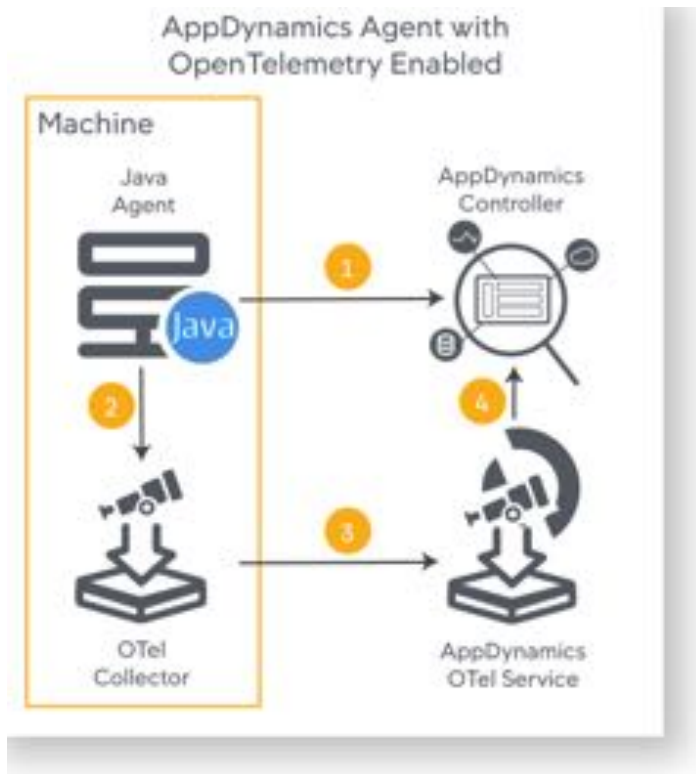 AppDynamics Agent with
OpenTelemetry Enabled
Machine
Java
Agent
AppDynamics
Controller
1
Java
2
4
3
OTel
Collector
AppDynamics
OTel Service